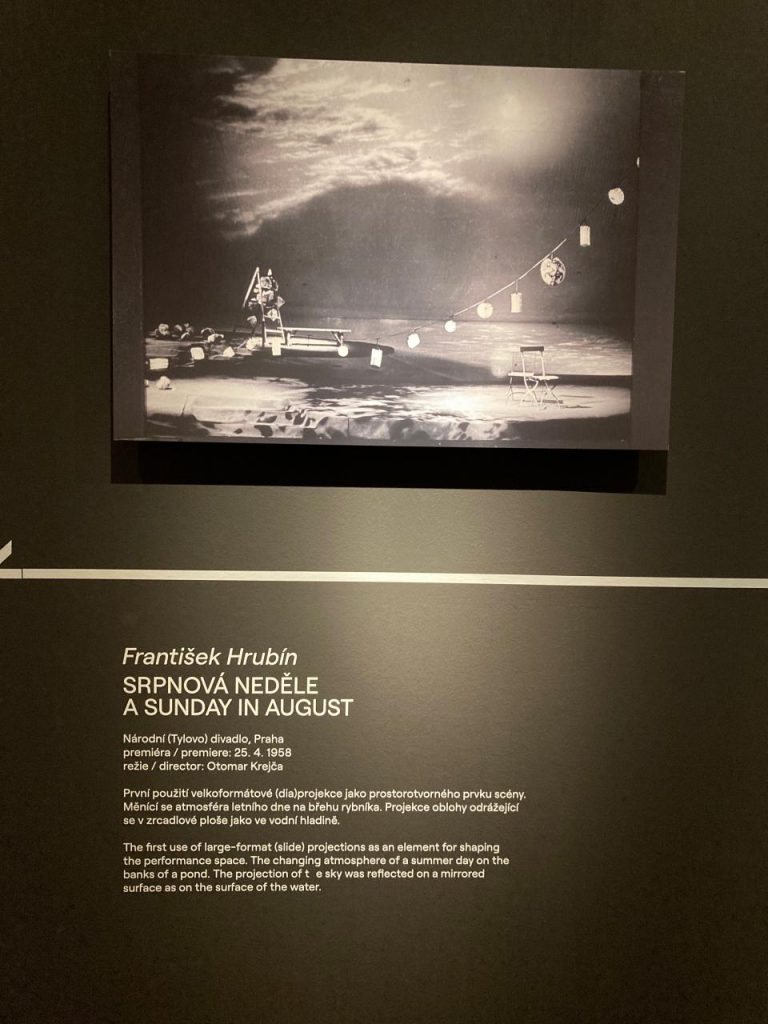 František Hrubín
SRPNOVÁ NEDĚLE
A SUNDAY IN AUGUST
Národní (Tylovo) divadlo, Praha
premiéra / premiere: 25. 4. 1958
režie / director: Otomar Krejča
První použití velkoformátové (dia)projekce jako prostorotvorného prvku scény.
Měnící se atmosféra letního dne na břehu rybníka. Projekce oblohy odrážející
se v zrcadlové ploše jako ve vodní hladině.
The first use of large-format (slide) projections as an element for shaping
the performance space. The changing atmosphere of a summer day on the
banks of a pond. The projection of t e sky was reflected on a mirrored
surface as on the surface of the water.